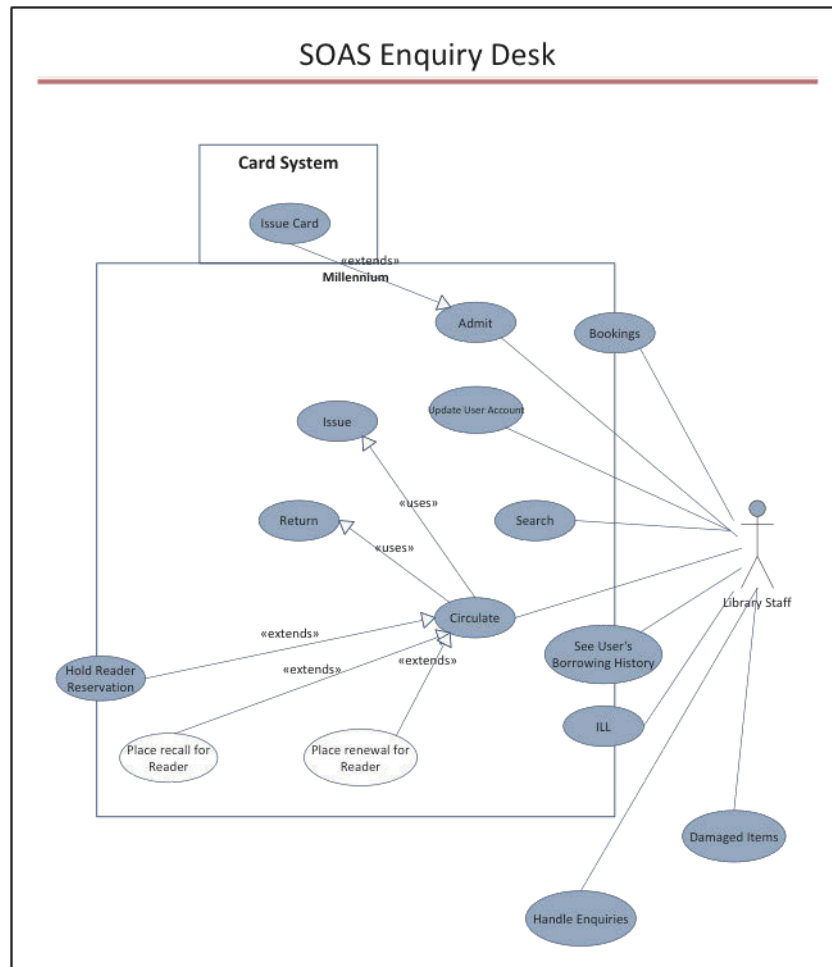 SOAS Enquiry Desk
Card System
Issue Card
«extends»
Millennium
Admit
Bookings
Update User Account
Issue
«uses»
Return
Search
«uses»
Library Staff
Circulate
«extends»
See User's
Borrowing History
«extends»
«extends»
Hold Reader
Reservation
ILL
Place recall for
Reader
Place renewal for
Reader
Damaged Items
Handle Enquiries